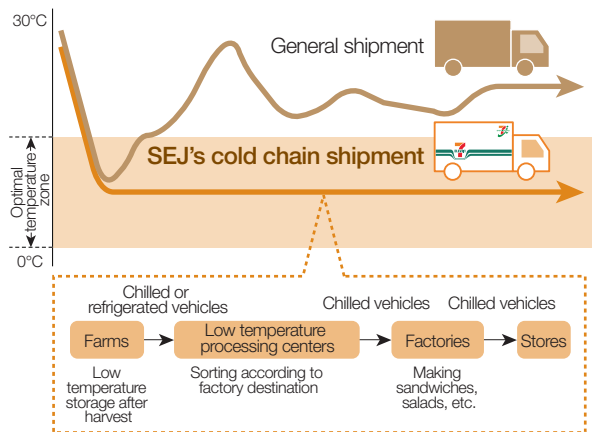 30°C
General shipment
SEJ's cold chain shipment
Optimal
temperature
zone
0°C
Chilled or
refrigerated vehicles
Chilled vehicles
Chilled vehicles
Farms
Low temperature
processing centers
Factories
Stores
Low
temperature
storage after
harvest
Sorting according to
factory destination
Making
sandwiches,
salads, etc.